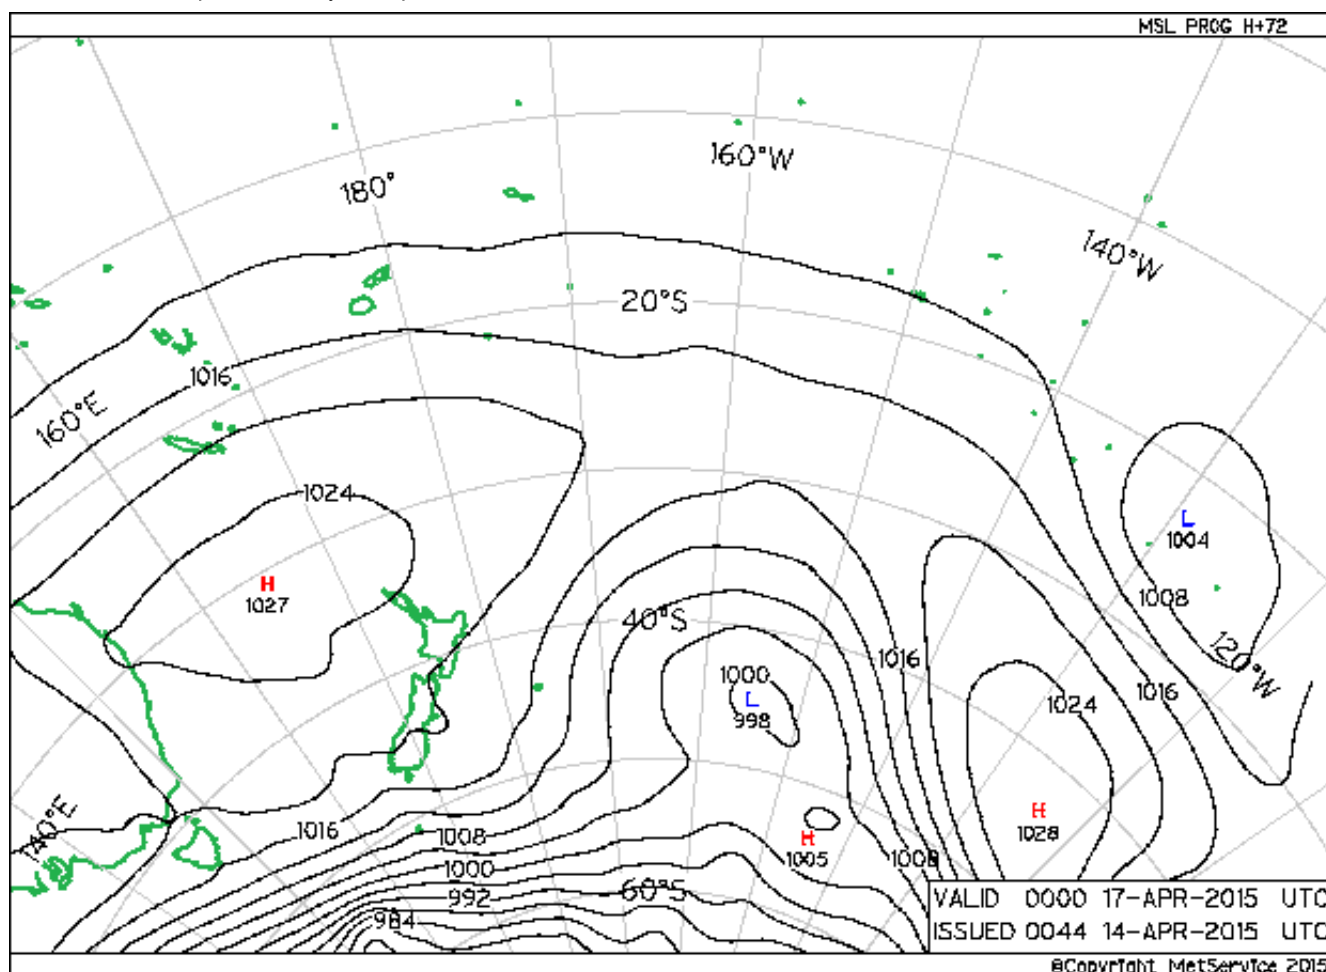 MSL PROG H+72
160°W
180°
140°W
20°S
1016
160°E
1024
L
1004
H
1027
1008
40°S
120°W
1016
1000
L
998
1024
1016
H
1028
140°E
1016
1008
H
1005
1008
1000
992
60°S
984
VALID 0000 17-APR-2015 UTC
ISSUED 0044 14-APR-2015 UTC
©Copyright MetService 2015